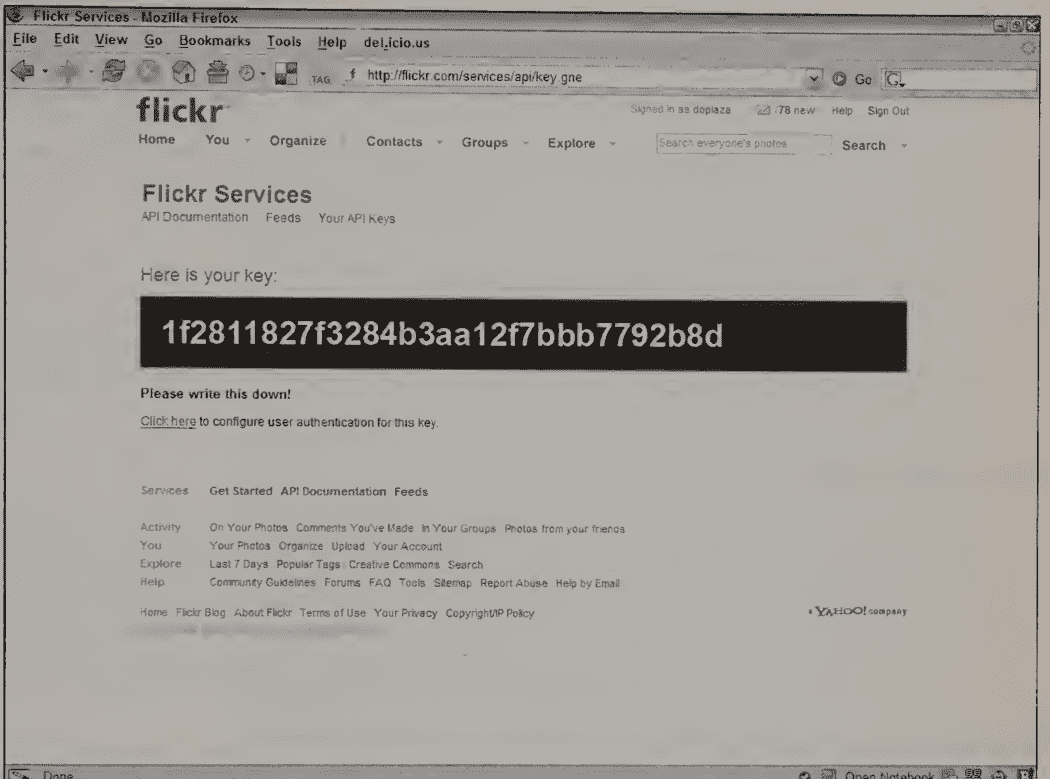 Flickr Services - Mozilla Firefox
File Edit View Go Bookmarks Tools Help del.icio.us
TAG http://flickr.com/services/api/key.gne Go G
flickr Signed in as doplaza 78 new Help Sign Out
Home You Organize Contacts Groups Explore Search everyone's photos Search
Flickr Services
API Documentation Feeds Your API Keys
Here is your key:
1f2811827f3284b3aa12f7bbb7792b8d
Please write this down!
Click here to configure user authentication for this key.
Services Get Started API Documentation Feeds
Activity On Your Photos Comments You've Made In Your Groups Photos from your friends
You Your Photos Organize Upload Your Account
Explore Last 7 Days Popular Tags Creative Commons Search
Help Community Guidelines Forums FAQ Tools Sitemap Report Abuse Help by Email
Home Flickr Blog About Flickr Terms of Use Your Privacy Copyright/IP Policy a YAHOO! company
Done Open Notebook